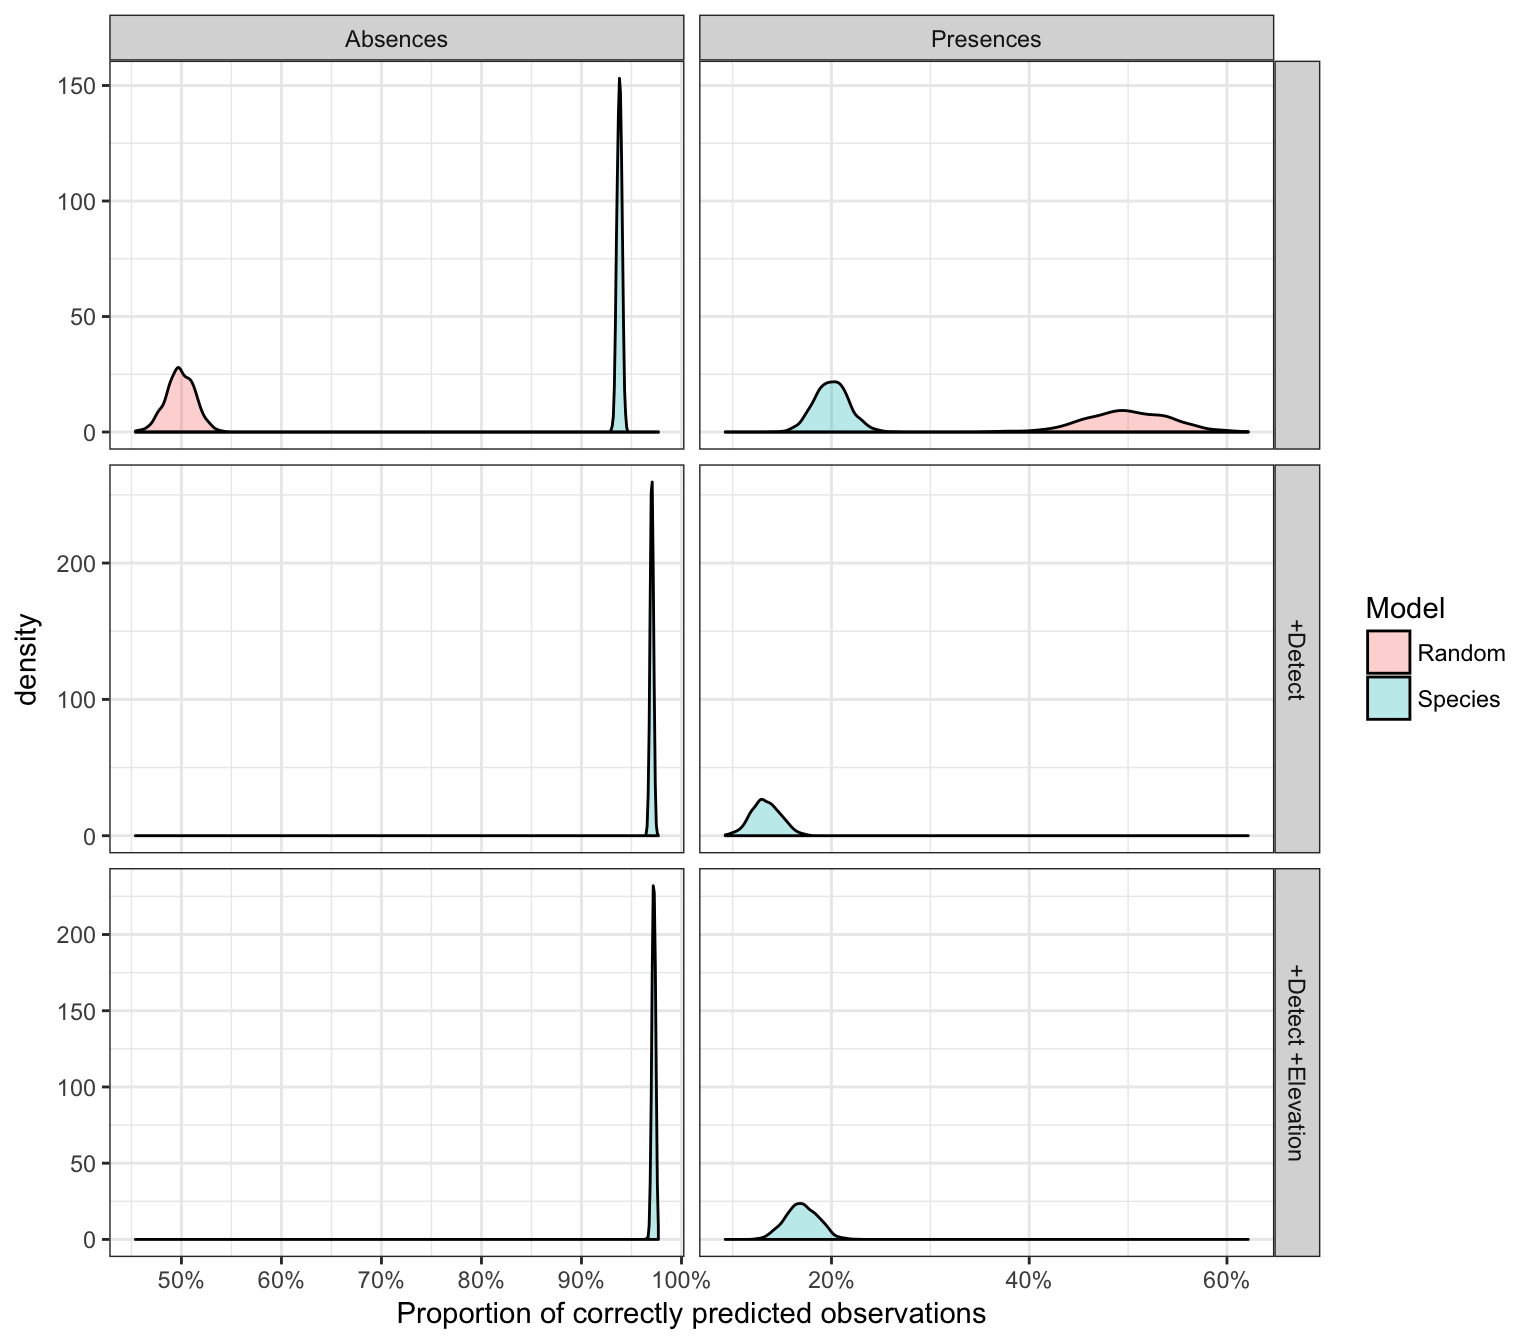 Absences
Presences
150
100
50
0
200
100
0
+Detect
200
150
100
50
0
+Detect +Elevation
density
50%
60%
70%
80%
90%
100%
20%
40%
60%
Proportion of correctly predicted observations
Model
Random
Species